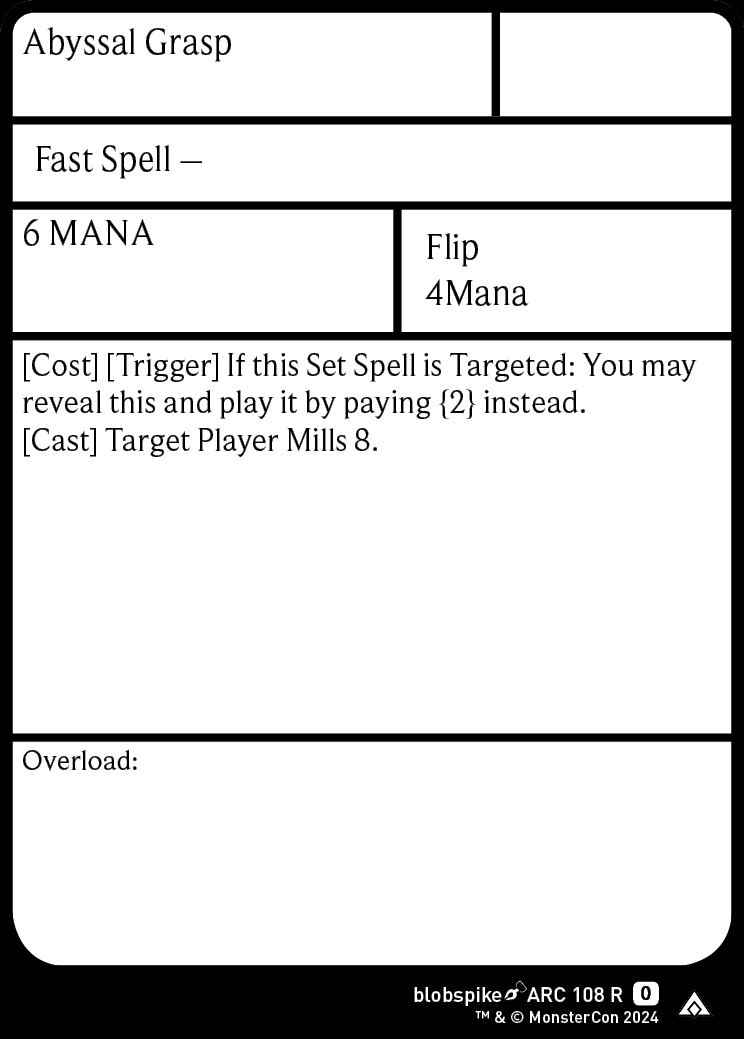 Abyssal Grasp
Fast Spell —
6 MANA
Flip
4Mana
[Cost] [Trigger] If this Set Spell is Targeted: You may
reveal this and play it by paying {2} instead.
[Cast] Target Player Mills 8.
Overload:
blobspike ARC 108 R 0
™ & © MonsterCon 2024